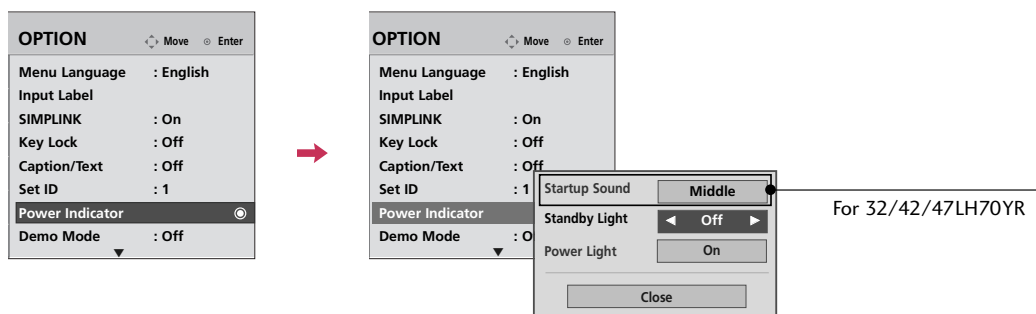 OPTION Move Enter
Menu Language : English
Input Label
SIMPLINK : On
Key Lock : Off
Caption/Text : Off
Set ID : 1
Power Indicator
Demo Mode : Off
OPTION Move Enter
Menu Language : English
Input Label
SIMPLINK : On
Key Lock : Off
Caption/Text : Off
Set ID : 1
Power Indicator
Demo Mode : O
Startup Sound Middle
Standby Light ◄ Off ►
Power Light On
Close
For 32/42/47LH70YR